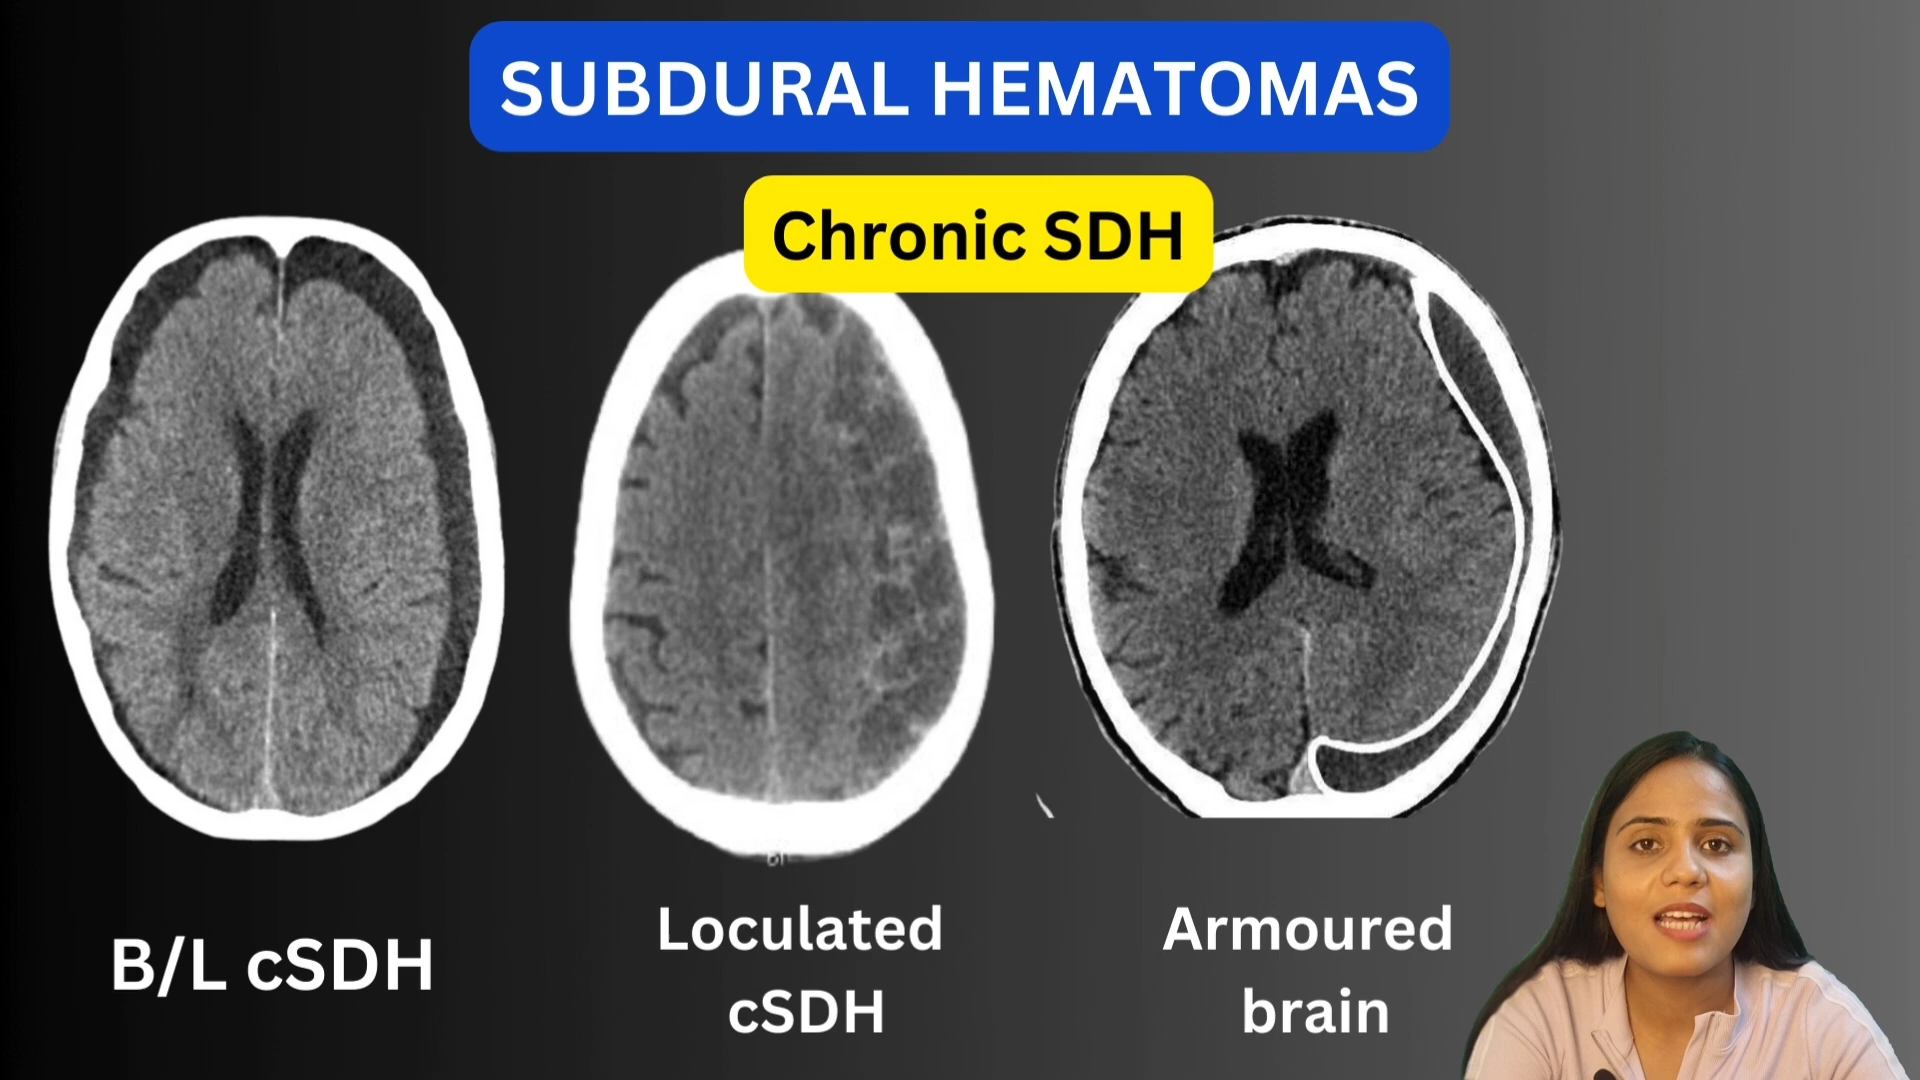 SUBDURAL HEMATOMAS
Chronic SDH
B/L cSDH
Loculated
cSDH
Armoured
brain